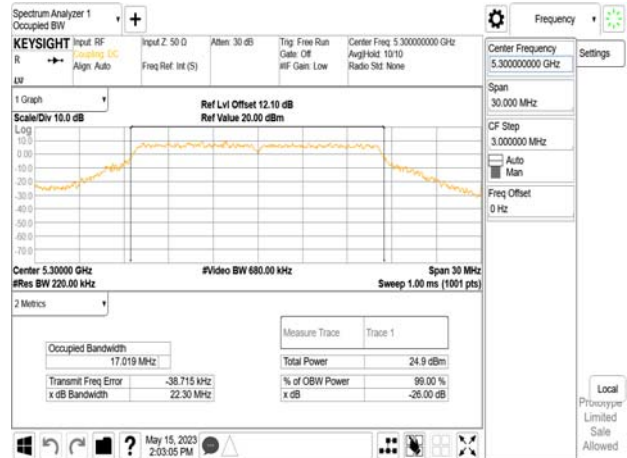 Spectrum Analyzer 1
Occupied BW
▼
+
Frequency
▼
KEYSIGHT
R
LXI
Input: RF
Coupling: DC
Align: Auto
Input Z: 50 Ω
Freq Ref: Int (S)
Atten: 30 dB
Trig: Free Run
Gate: Off
#IF Gain: Low
Center Freq: 5.300000000 GHz
Avg|Hold: 10/10
Radio Std: None
Center Frequency
5.300000000 GHz
Settings
Span
30.000 MHz
CF Step
3.000000 MHz
Auto
Man
Freq Offset
0 Hz
1 Graph
Scale/Div 10.0 dB
Ref Lvl Offset 12.10 dB
Ref Value 20.00 dBm
Log
10.0
0.00
-10.0
-20.0
-30.0
-40.0
-50.0
-60.0
-70.0
Center 5.30000 GHz
#Video BW 680.00 kHz
Span 30 MHz
#Res BW 220.00 kHz
Sweep 1.00 ms (1001 pts)
2 Metrics
Measure Trace Trace 1
Occupied Bandwidth
17.019 MHz
Total Power 24.9 dBm
Transmit Freq Error -38.715 kHz
% of OBW Power 99.00 %
x dB Bandwidth 22.30 MHz
x dB -26.00 dB
Local
Prototype
Limited
Sale
Allowed
?
May 15, 2023
2:03:05 PM